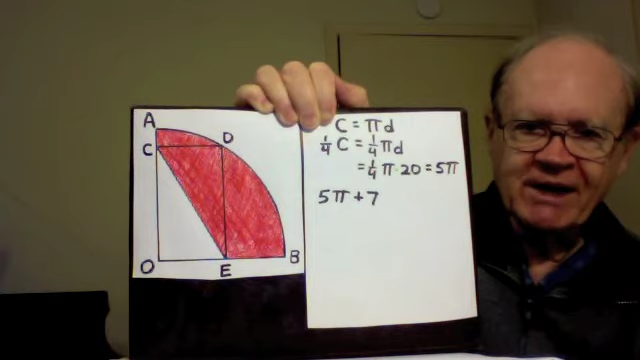 A
C
D
O
E
B
C = πd
¼ C = ¼ πd
= ¼ π · 20 = 5π
5π + 7